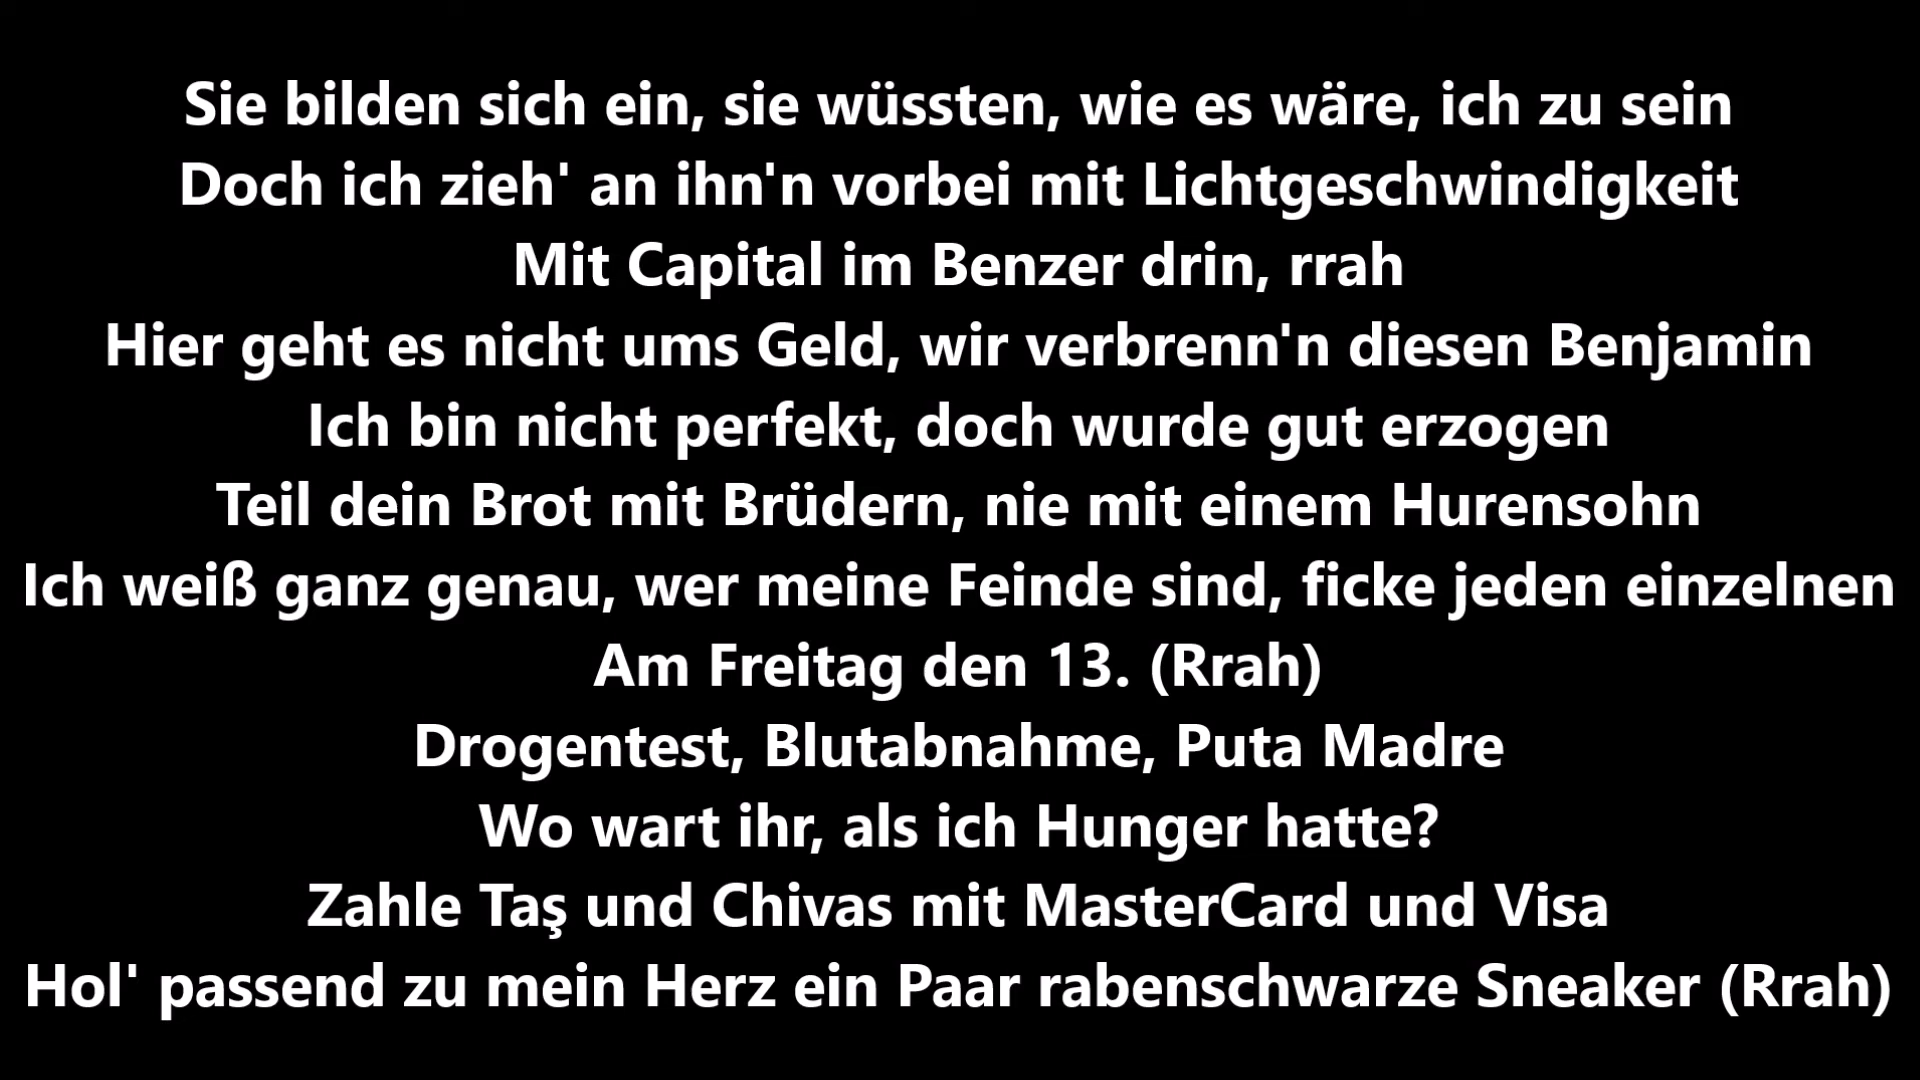 Sie bilden sich ein, sie wüssten, wie es wäre, ich zu sein
Doch ich zieh' an ihn'n vorbei mit Lichtgeschwindigkeit
Mit Capital im Benzer drin, rrah
Hier geht es nicht ums Geld, wir verbrenn'n diesen Benjamin
Ich bin nicht perfekt, doch wurde gut erzogen
Teil dein Brot mit Brüdern, nie mit einem Hurensohn
Ich weiß ganz genau, wer meine Feinde sind, ficke jeden einzelnen
Am Freitag den 13. (Rrah)
Drogentest, Blutabnahme, Puta Madre
Wo wart ihr, als ich Hunger hatte?
Zahle Taş und Chivas mit MasterCard und Visa
Hol' passend zu mein Herz ein Paar rabenschwarze Sneaker (Rrah)